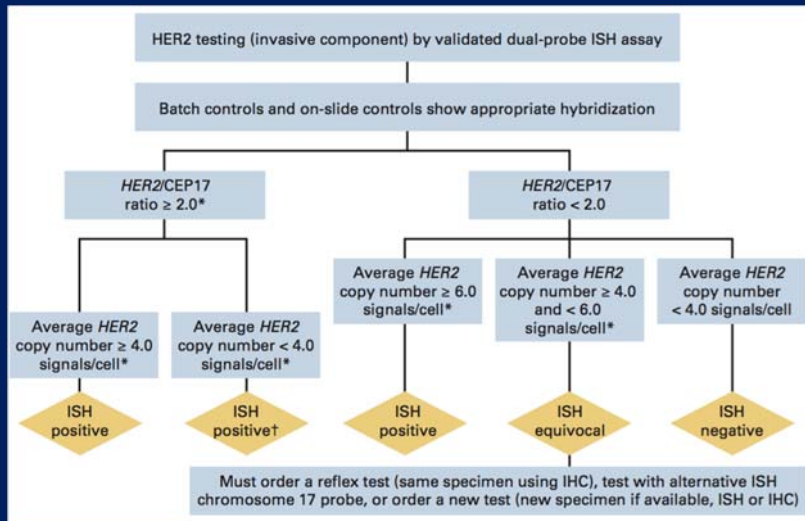 HER2 testing (invasive component) by validated dual-probe ISH assay
Batch controls and on-slide controls show appropriate hybridization
HER2/CEP17
ratio ≥ 2.0*
HER2/CEP17
ratio < 2.0
Average HER2
copy number ≥ 4.0
signals/cell*
Average HER2
copy number < 4.0
signals/cell*
Average HER2
copy number ≥ 6.0
signals/cell*
Average HER2
copy number ≥ 4.0
and < 6.0
signals/cell*
Average HER2
copy number
< 4.0 signals/cell
ISH
positive
ISH
positive†
ISH
positive
ISH
equivocal
ISH
negative
Must order a reflex test (same specimen using IHC), test with alternative ISH
chromosome 17 probe, or order a new test (new specimen if available, ISH or IHC)